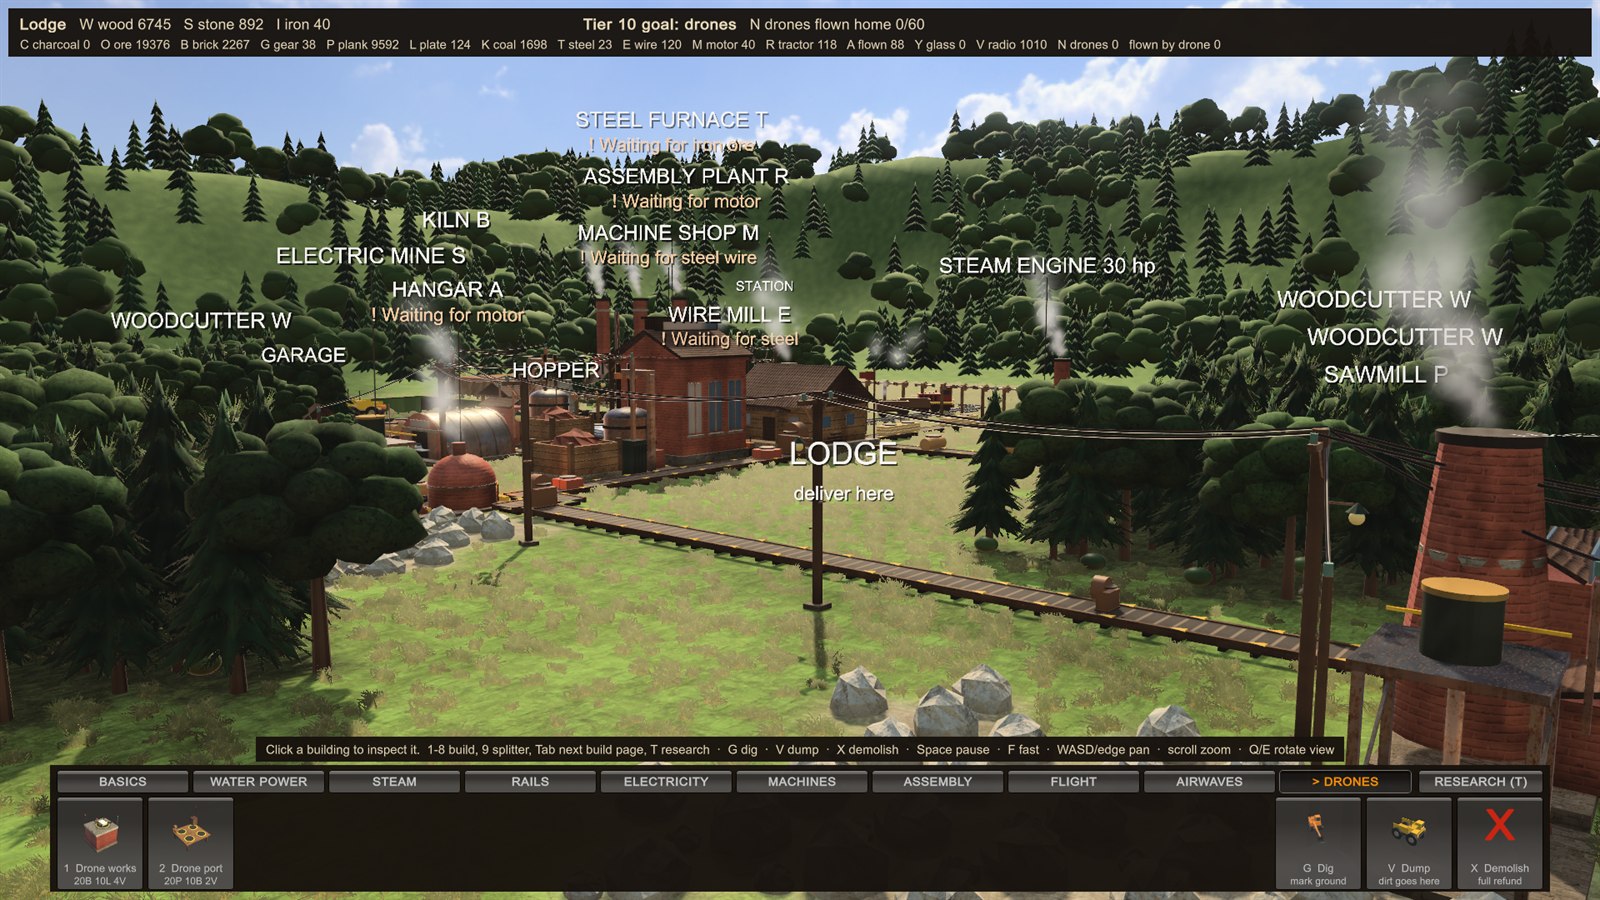 Lodge W wood 6745 S stone 892 I iron 40
Tier 10 goal: drones N drones flown home 0/60
C charcoal 0 O ore 19376 B brick 2267 G gear 38 P plank 9592 L plate 124 K coal 1698 T steel 23 E wire 120 M motor 40 R tractor 118 A flown 88 Y glass 0 V radio 1010 N drones 0 flown by drone 0
STEEL FURNACE T
! Waiting for iron ore
ASSEMBLY PLANT R
! Waiting for motor
KILN B
MACHINE SHOP M
! Waiting for steel wire
ELECTRIC MINE S
STEAM ENGINE 30 hp
HANGAR A
! Waiting for motor
STATION
WOODCUTTER W
WOODCUTTER W
WIRE MILL E
! Waiting for steel
WOODCUTTER W
GARAGE
HOPPER
SAWMILL P
LODGE
deliver here
Click a building to inspect it. 1-8 build, 9 splitter, Tab next build page, T research · G dig · V dump · X demolish · Space pause · F fast · WASD/edge pan · scroll zoom · Q/E rotate view
BASICS WATER POWER STEAM RAILS ELECTRICITY MACHINES ASSEMBLY FLIGHT AIRWAVES > DRONES RESEARCH (T)
1 Drone works
20B 10L 4V
2 Drone port
20P 10B 2V
G Dig
mark ground
V Dump
dirt goes here
X Demolish
full refund